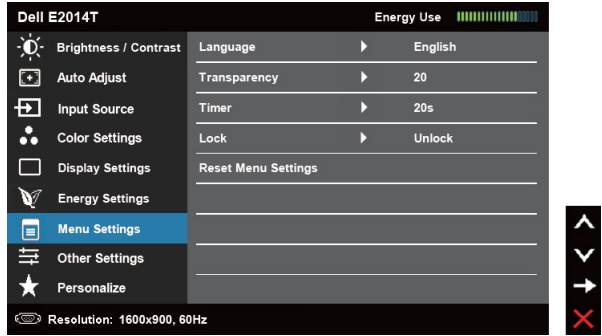 Dell E2014T
Energy Use
Brightness / Contrast
Auto Adjust
Input Source
Color Settings
Display Settings
Energy Settings
Menu Settings
Other Settings
Personalize
Language English
Transparency 20
Timer 20s
Lock Unlock
Reset Menu Settings
Resolution: 1600x900, 60Hz